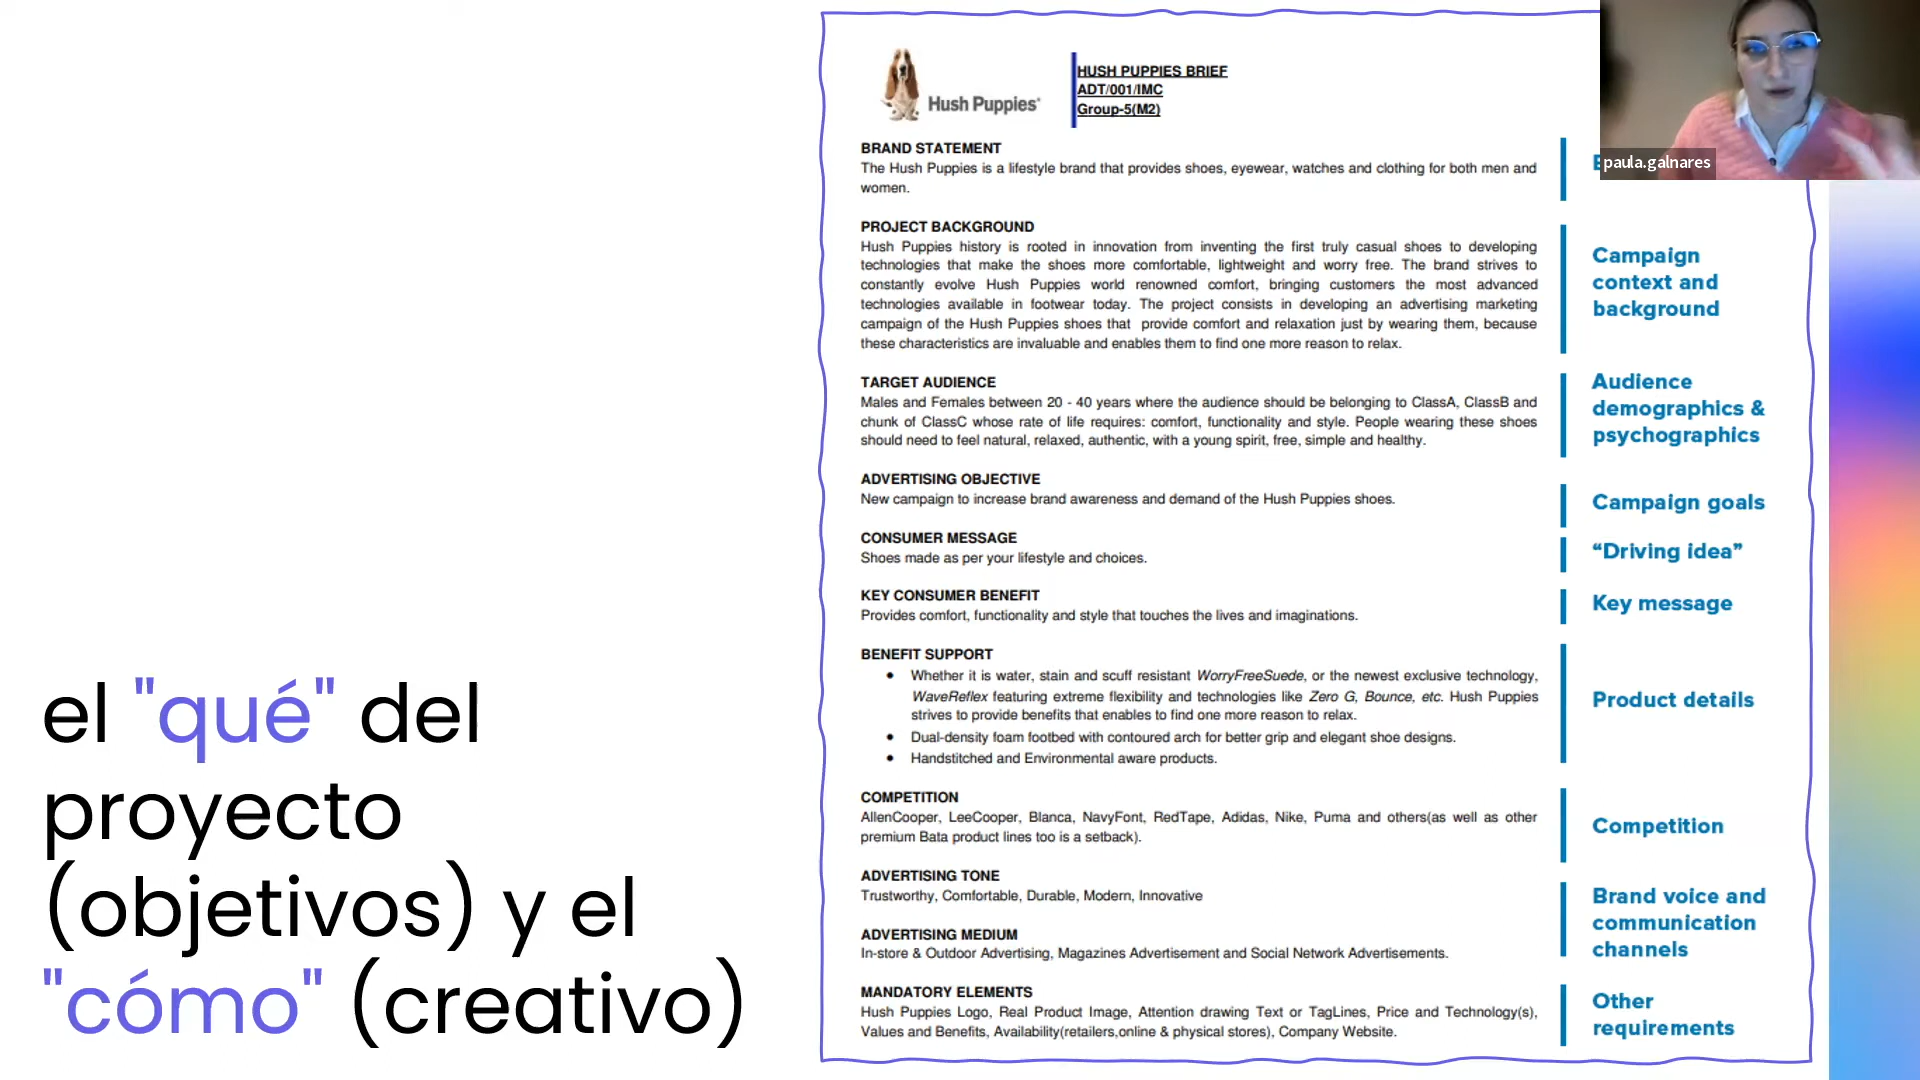 el "qué" del
proyecto
(objetivos) y el
"cómo" (creativo)
Hush Puppies®
HUSH PUPPIES BRIEF
ADT/001/IMC
Group-5(M2)
BRAND STATEMENT
The Hush Puppies is a lifestyle brand that provides shoes, eyewear, watches and clothing for both men and
women.
PROJECT BACKGROUND
Hush Puppies history is rooted in innovation from inventing the first truly casual shoes to developing
technologies that make the shoes more comfortable, lightweight and worry free. The brand strives to
constantly evolve Hush Puppies world renowned comfort, bringing customers the most advanced
technologies available in footwear today. The project consists in developing an advertising marketing
campaign of the Hush Puppies shoes that provide comfort and relaxation just by wearing them, because
these characteristics are invaluable and enables them to find one more reason to relax.
Campaign
context and
background
TARGET AUDIENCE
Males and Females between 20 - 40 years where the audience should be belonging to ClassA, ClassB and
chunk of ClassC whose rate of life requires: comfort, functionality and style. People wearing these shoes
should need to feel natural, relaxed, authentic, with a young spirit, free, simple and healthy.
Audience
demographics &
psychographics
ADVERTISING OBJECTIVE
New campaign to increase brand awareness and demand of the Hush Puppies shoes.
Campaign goals
CONSUMER MESSAGE
Shoes made as per your lifestyle and choices.
“Driving idea”
KEY CONSUMER BENEFIT
Provides comfort, functionality and style that touches the lives and imaginations.
Key message
BENEFIT SUPPORT
• Whether it is water, stain and scuff resistant WorryFreeSuede, or the newest exclusive technology,
WaveReflex featuring extreme flexibility and technologies like Zero G, Bounce, etc. Hush Puppies
strives to provide benefits that enables to find one more reason to relax.
• Dual-density foam footbed with contoured arch for better grip and elegant shoe designs.
• Handstitched and Environmental aware products.
Product details
COMPETITION
AllenCooper, LeeCooper, Blanca, NavyFont, RedTape, Adidas, Nike, Puma and others(as well as other
premium Bata product lines too is a setback).
Competition
ADVERTISING TONE
Trustworthy, Comfortable, Durable, Modern, Innovative
ADVERTISING MEDIUM
In-store & Outdoor Advertising, Magazines Advertisement and Social Network Advertisements.
Brand voice and
communication
channels
MANDATORY ELEMENTS
Hush Puppies Logo, Real Product Image, Attention drawing Text or TagLines, Price and Technology(s),
Values and Benefits, Availability(retailers,online & physical stores), Company Website.
Other
requirements
paula.galnares